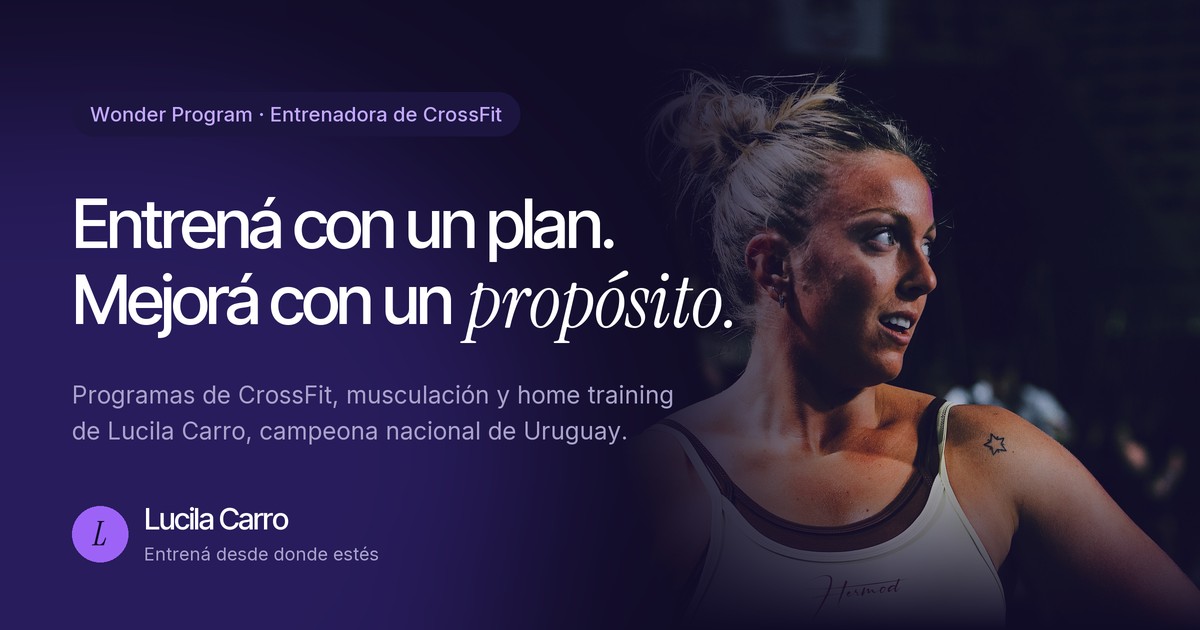 Wonder Program · Entrenadora de CrossFit
Entrená con un plan.
Mejorá con un propósito.
Programas de CrossFit, musculación y home training
de Lucila Carro, campeona nacional de Uruguay.
L
Lucila Carro
Entrená desde donde estés